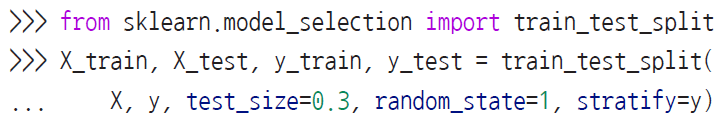 >>> from sklearn.model_selection import train_test_split
>>> X_train, X_test, y_train, y_test = train_test_split(
...     X, y, test_size=0.3, random_state=1, stratify=y)